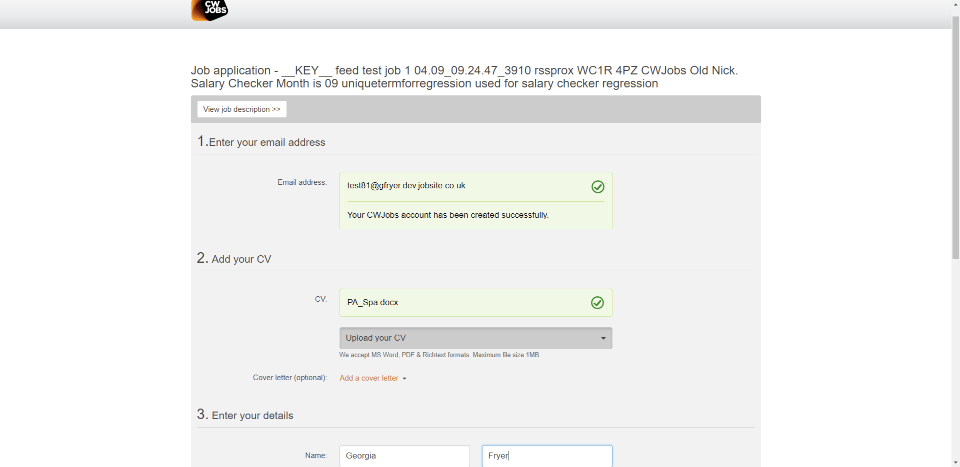 CW
JOBS
Job application - __KEY__ feed test job 1 04.09_09.24.47_3910 rssprox WC1R 4PZ CWJobs Old Nick.
Salary Checker Month is 09 uniquetermforregression used for salary checker regression
View job description >>
1.Enter your email address
Email address:
test81@gfryer.dev.jobsite.co.uk
Your CWJobs account has been created successfully.
2. Add your CV
CV:
PA_Spa.docx
Upload your CV
We accept MS Word, PDF & Richtext formats. Maximum file size 1MB.
Cover letter (optional): Add a cover letter
3. Enter your details
Name: Georgia Fryer